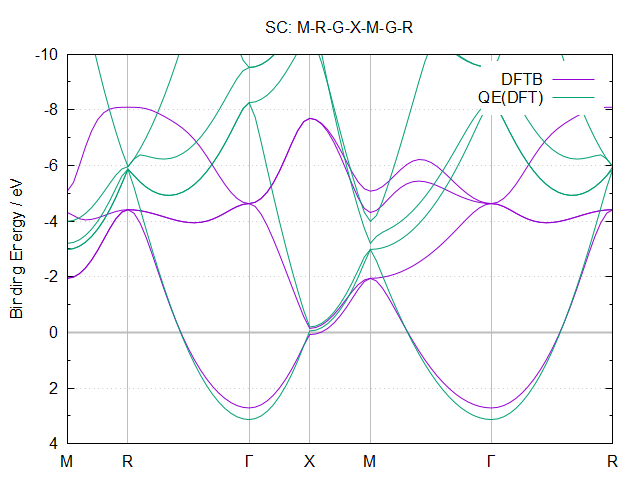 SC: M-R-G-X-M-G-R
-10
DFTB
-8
QE(DFT)
-6
-4
-2
0
2
4
Binding Energy / eV
M R Γ X M Γ R